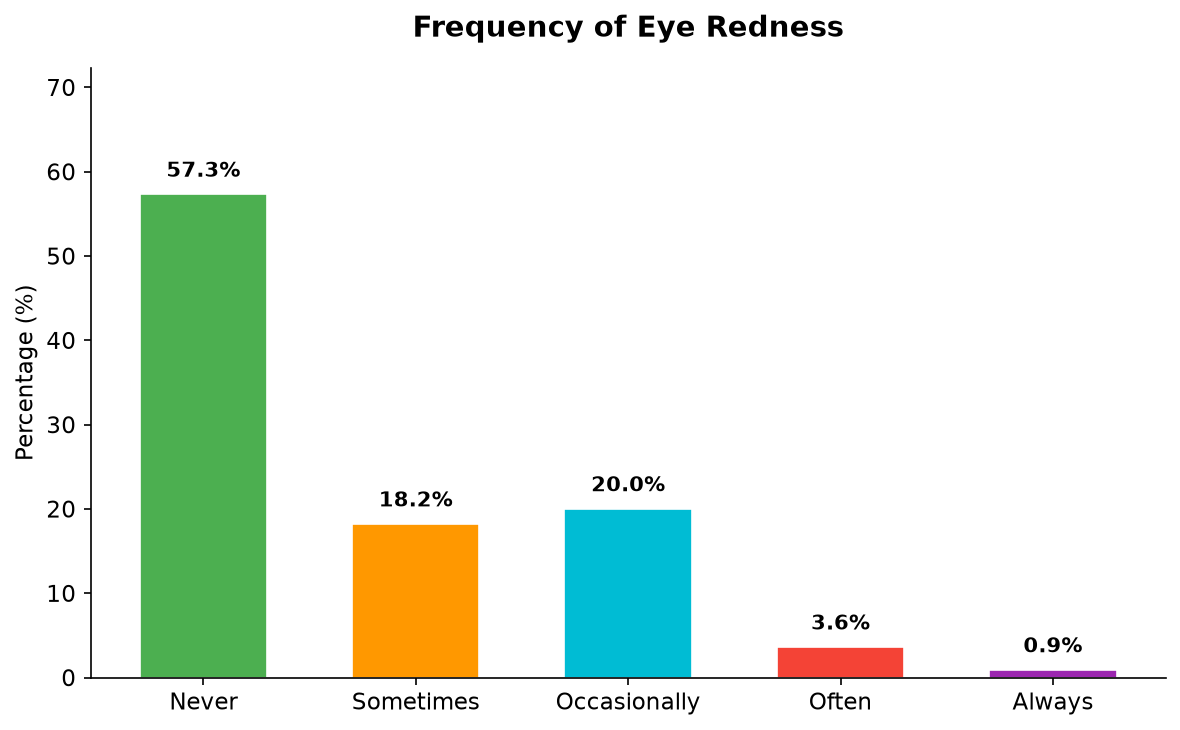 Frequency of Eye Redness
Percentage (%)
70
60
50
40
30
20
10
0
57.3%
18.2%
20.0%
3.6%
0.9%
Never
Sometimes
Occasionally
Often
Always